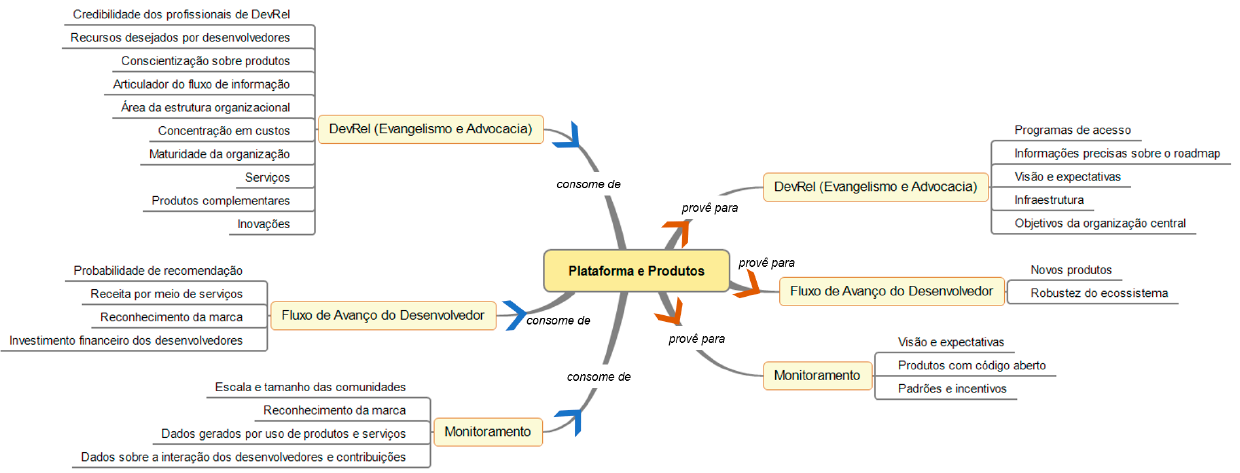 Credibilidade dos profissionais de DevRel
Recursos desejados por desenvolvedores
Conscientização sobre produtos
Articulador do fluxo de informação
Área da estrutura organizacional
Concentração em custos
Maturidade da organização
Serviços
Produtos complementares
Inovações
DevRel (Evangelismo e Advocacia)
consome de
Probabilidade de recomendação
Receita por meio de serviços
Reconhecimento da marca
Investimento financeiro dos desenvolvedores
Fluxo de Avanço do Desenvolvedor
consome de
Escala e tamanho das comunidades
Reconhecimento da marca
Dados gerados por uso de produtos e serviços
Dados sobre a interação dos desenvolvedores e contribuições
Monitoramento
consome de
Plataforma e Produtos
provê para
DevRel (Evangelismo e Advocacia)
Programas de acesso
Informações precisas sobre o roadmap
Visão e expectativas
Infraestrutura
Objetivos da organização central
provê para
Fluxo de Avanço do Desenvolvedor
Novos produtos
Robustez do ecossistema
provê para
Monitoramento
Visão e expectativas
Produtos com código aberto
Padrões e incentivos